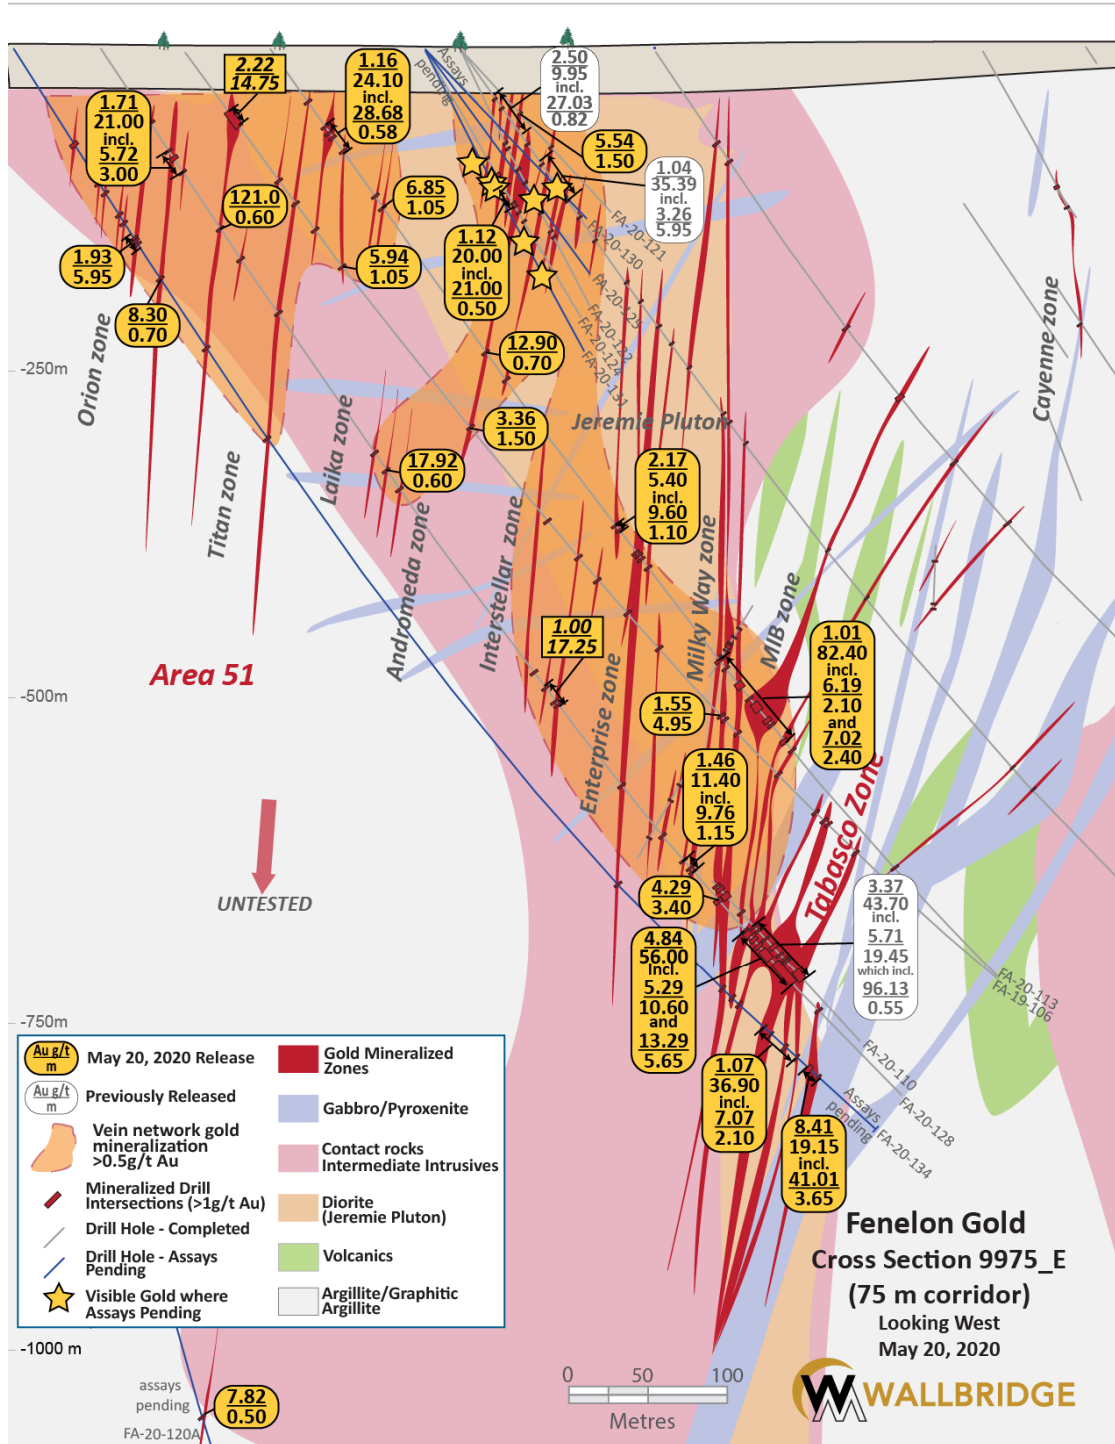 Assays
pending
2.22
14.75
1.16
24.10
incl.
28.68
0.58
2.50
9.95
incl.
27.03
0.82
1.71
21.00
incl.
5.72
3.00
5.54
1.50
1.04
35.39
incl.
3.26
5.95
121.0
0.60
6.85
1.05
FA-20-121
FA-20-130
1.93
5.95
5.94
1.05
1.12
20.00
incl.
21.00
0.50
FA-20-125
FA-20-122
FA-20-124
FA-20-131
8.30
0.70
12.90
0.70
-250m
Orion zone
Titan zone
Laika zone
Cayenne zone
3.36
1.50
Jeremie Pluton
17.92
0.60
2.17
5.40
incl.
9.60
1.10
Andromeda zone
Interstellar zone
Milky Way zone
MIB zone
Enterprise zone
1.00
17.25
1.01
82.40
incl.
6.19
2.10
and
7.02
2.40
Area 51
-500m
1.55
4.95
1.46
11.40
incl.
9.76
1.15
Tabasco Zone
UNTESTED
4.29
3.40
3.37
43.70
incl.
5.71
19.45
which incl.
96.13
0.55
4.84
56.00
incl.
5.29
10.60
and
13.29
5.65
FA-20-113
FA-19-106
-750m
1.07
36.90
incl.
7.07
2.10
FA-20-110
FA-20-128
FA-20-134
Assays
pending
8.41
19.15
incl.
41.01
3.65
Au g/t
m
May 20, 2020 Release
Au g/t
m
Previously Released
Vein network gold
mineralization
>0.5g/t Au
Mineralized Drill
Intersections (>1g/t Au)
Drill Hole - Completed
Drill Hole - Assays
Pending
Visible Gold where
Assays Pending
Gold Mineralized
Zones
Gabbro/Pyroxenite
Contact rocks
Intermediate Intrusives
Diorite
(Jeremie Pluton)
Volcanics
Argillite/Graphitic
Argillite
Fenelon Gold
Cross Section 9975_E
(75 m corridor)
Looking West
May 20, 2020
-1000 m
assays
pending
FA-20-120A
7.82
0.50
0 50 100
Metres
WALLBRIDGE